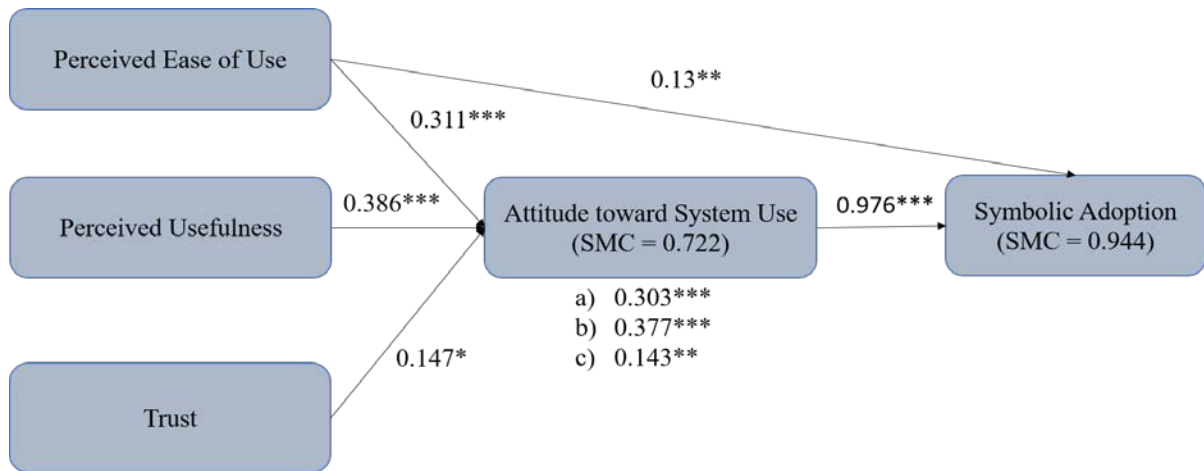 Perceived Ease of Use
0.13**
0.311***
Perceived Usefulness
0.386***
Attitude toward System Use
(SMC = 0.722)
0.976***
Symbolic Adoption
(SMC = 0.944)
a) 0.303***
b) 0.377***
c) 0.143**
0.147*
Trust